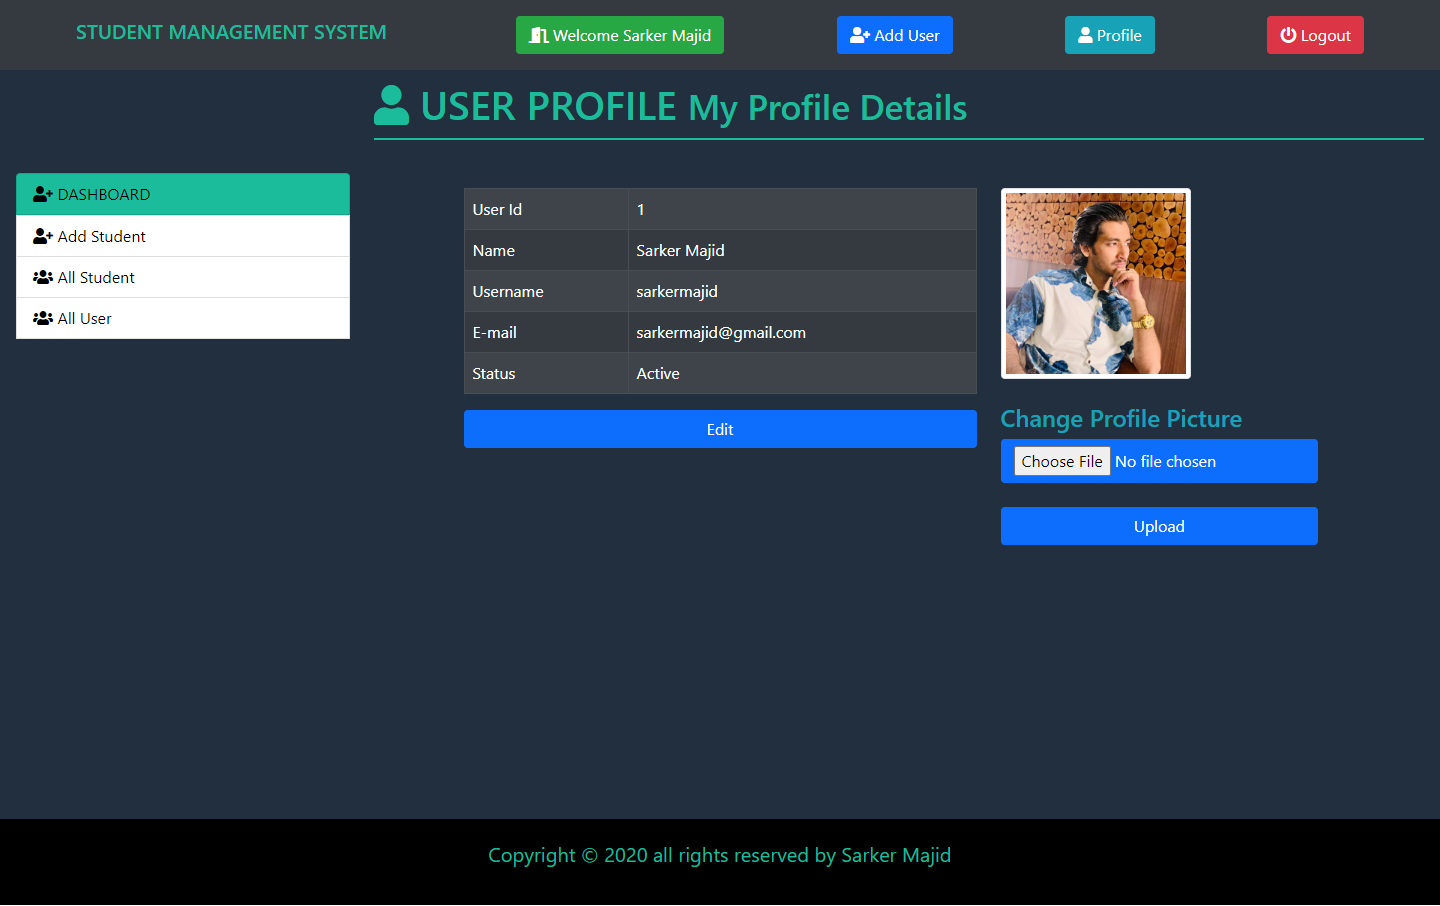 STUDENT MANAGEMENT SYSTEM
Welcome Sarker Majid
Add User
Profile
Logout
USER PROFILE My Profile Details
DASHBOARD
Add Student
All Student
All User
User Id 1
Name Sarker Majid
Username sarkermajid
E-mail sarkermajid@gmail.com
Status Active
Edit
Change Profile Picture
Choose File No file chosen
Upload
Copyright © 2020 all rights reserved by Sarker Majid